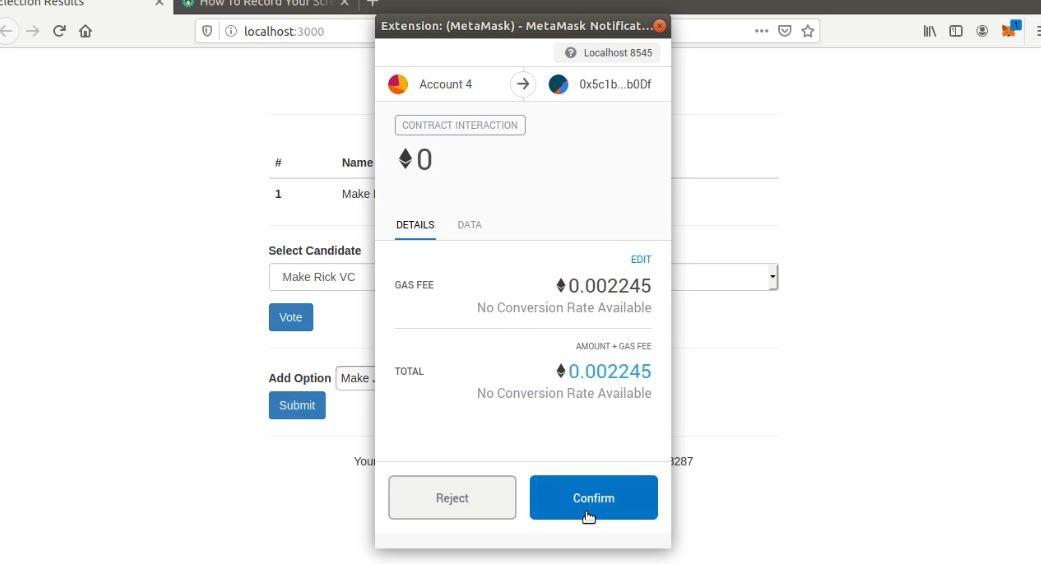 Election Results
How To Record Your Scre
Extension: (MetaMask) - MetaMask Notificat...
localhost:3000
1
Localhost 8545
Account 4
0x5c1b...b0Df
CONTRACT INTERACTION
0
# Name
1 Make
DETAILS DATA
Select Candidate
EDIT
Make Rick VC
GAS FEE 0.002245
No Conversion Rate Available
Vote
AMOUNT + GAS FEE
TOTAL 0.002245
Add Option Make
No Conversion Rate Available
Submit
You 3287
Reject Confirm